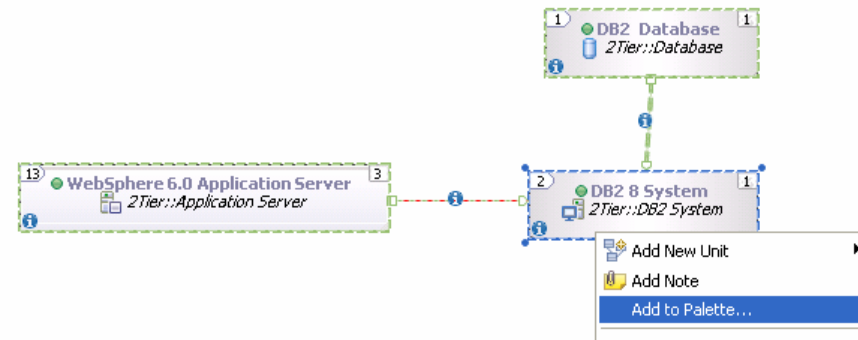 1 1
DB2 Database
2Tier::Database
13 3
WebSphere 6.0 Application Server
2Tier::Application Server
2 1
DB2 8 System
2Tier::DB2 System
Add New Unit
Add Note
Add to Palette...